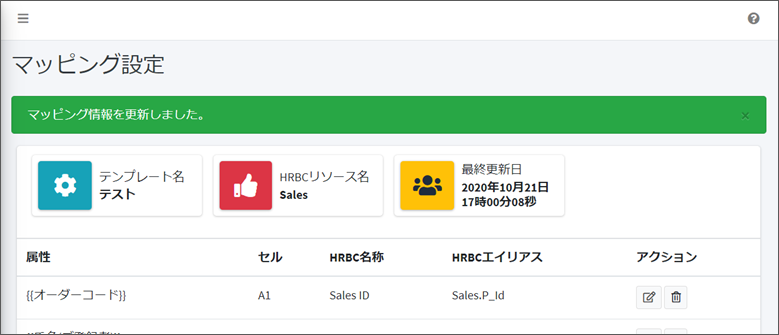 マッピング設定
マッピング情報を更新しました。
×
テンプレート名
テスト
HRBCリソース名
Sales
最終更新日
2020年10月21日
17時00分08秒
属性 セル HRBC名称 HRBCエイリアス アクション
{{オーダーコード}} A1 Sales ID Sales.P_Id